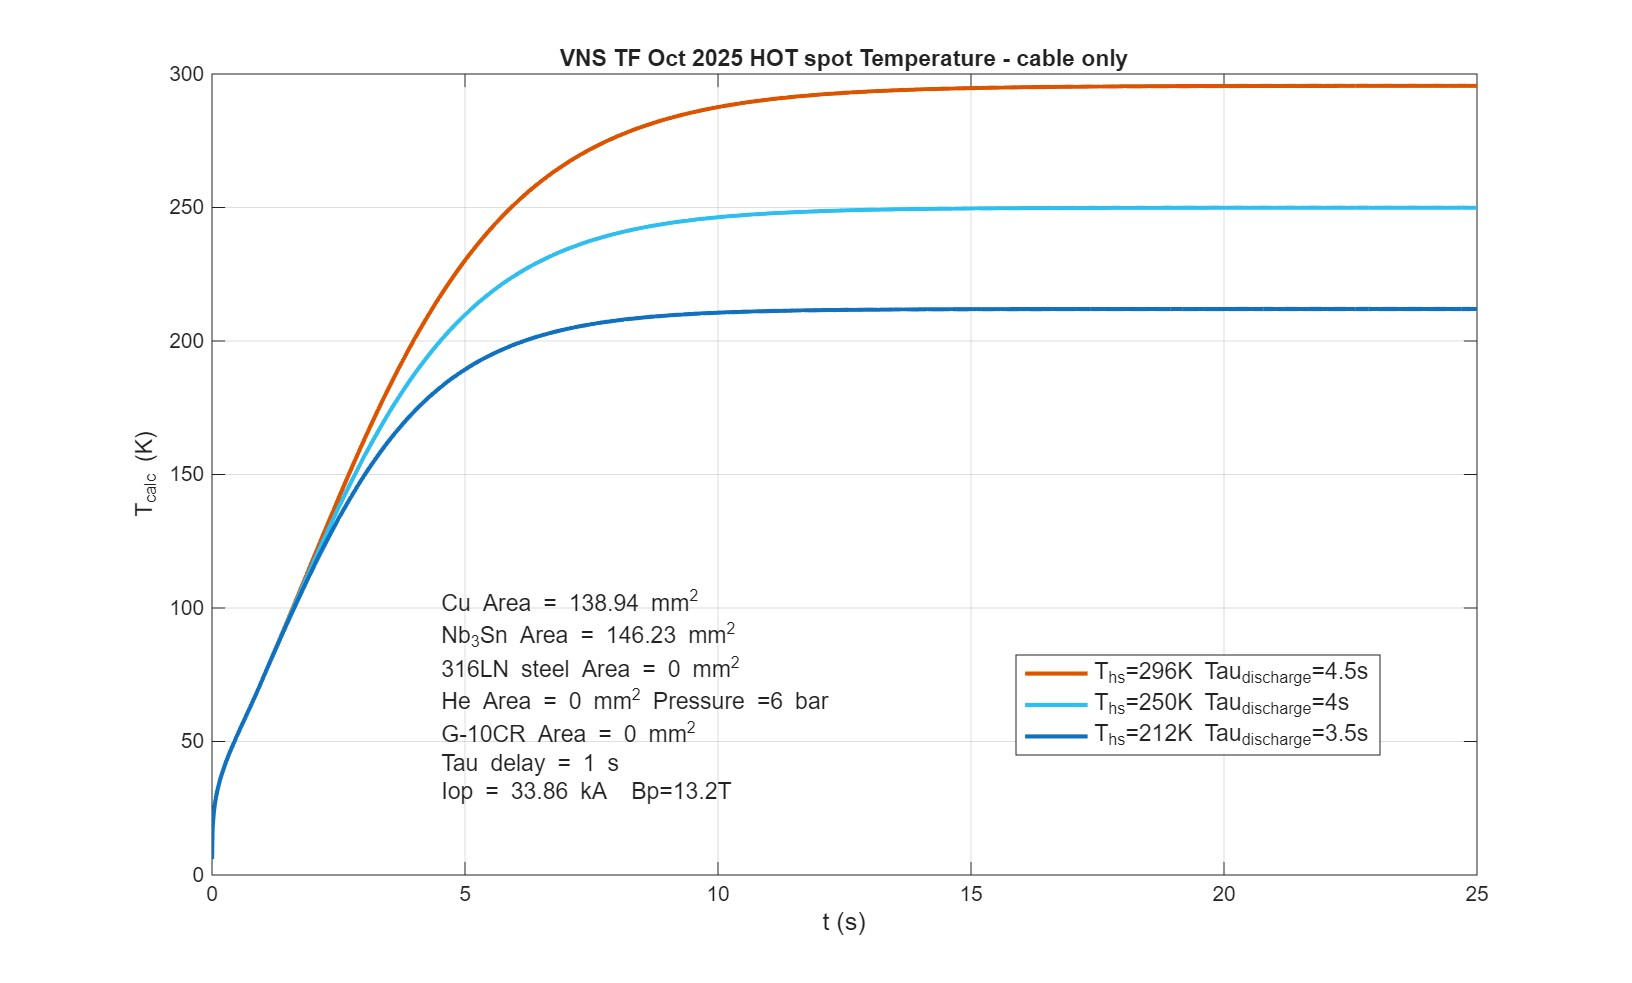 VNS TF Oct 2025 HOT spot Temperature - cable only
300
250
200
150
100
50
0
T_calc (K)
0 5 10 15 20 25
t (s)
Cu Area = 138.94 mm²
Nb₃Sn Area = 146.23 mm²
316LN steel Area = 0 mm²
He Area = 0 mm² Pressure =6 bar
G-10CR Area = 0 mm²
Tau delay = 1 s
Iop = 33.86 kA Bp=13.2T
T_hs=296K Tau_discharge=4.5s
T_hs=250K Tau_discharge=4s
T_hs=212K Tau_discharge=3.5s